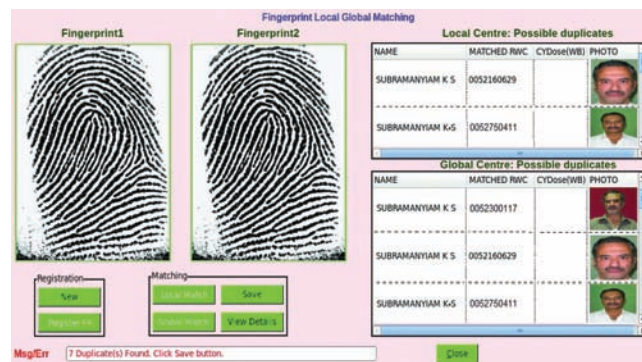 Fingerprint Local Global Matching
Fingerprint1
Fingerprint2
Local Centre: Possible duplicates
NAME MATCHED RWC CYDose(WB) PHOTO
SUBRAMANYIAM K S 0052160629
SUBRAMANYIAM K S 0052750411
Global Centre: Possible duplicates
NAME MATCHED RWC CYDose(WB) PHOTO
SUBRAMANYIAM K S 0052300117
SUBRAMANYIAM K S 0052160629
SUBRAMANYIAM K S 0052750411
Registration
New
Register FP
Matching
Local Match Save
Global Match View Details
Msg/Err 7 Duplicate(s) Found. Click Save button.
Close